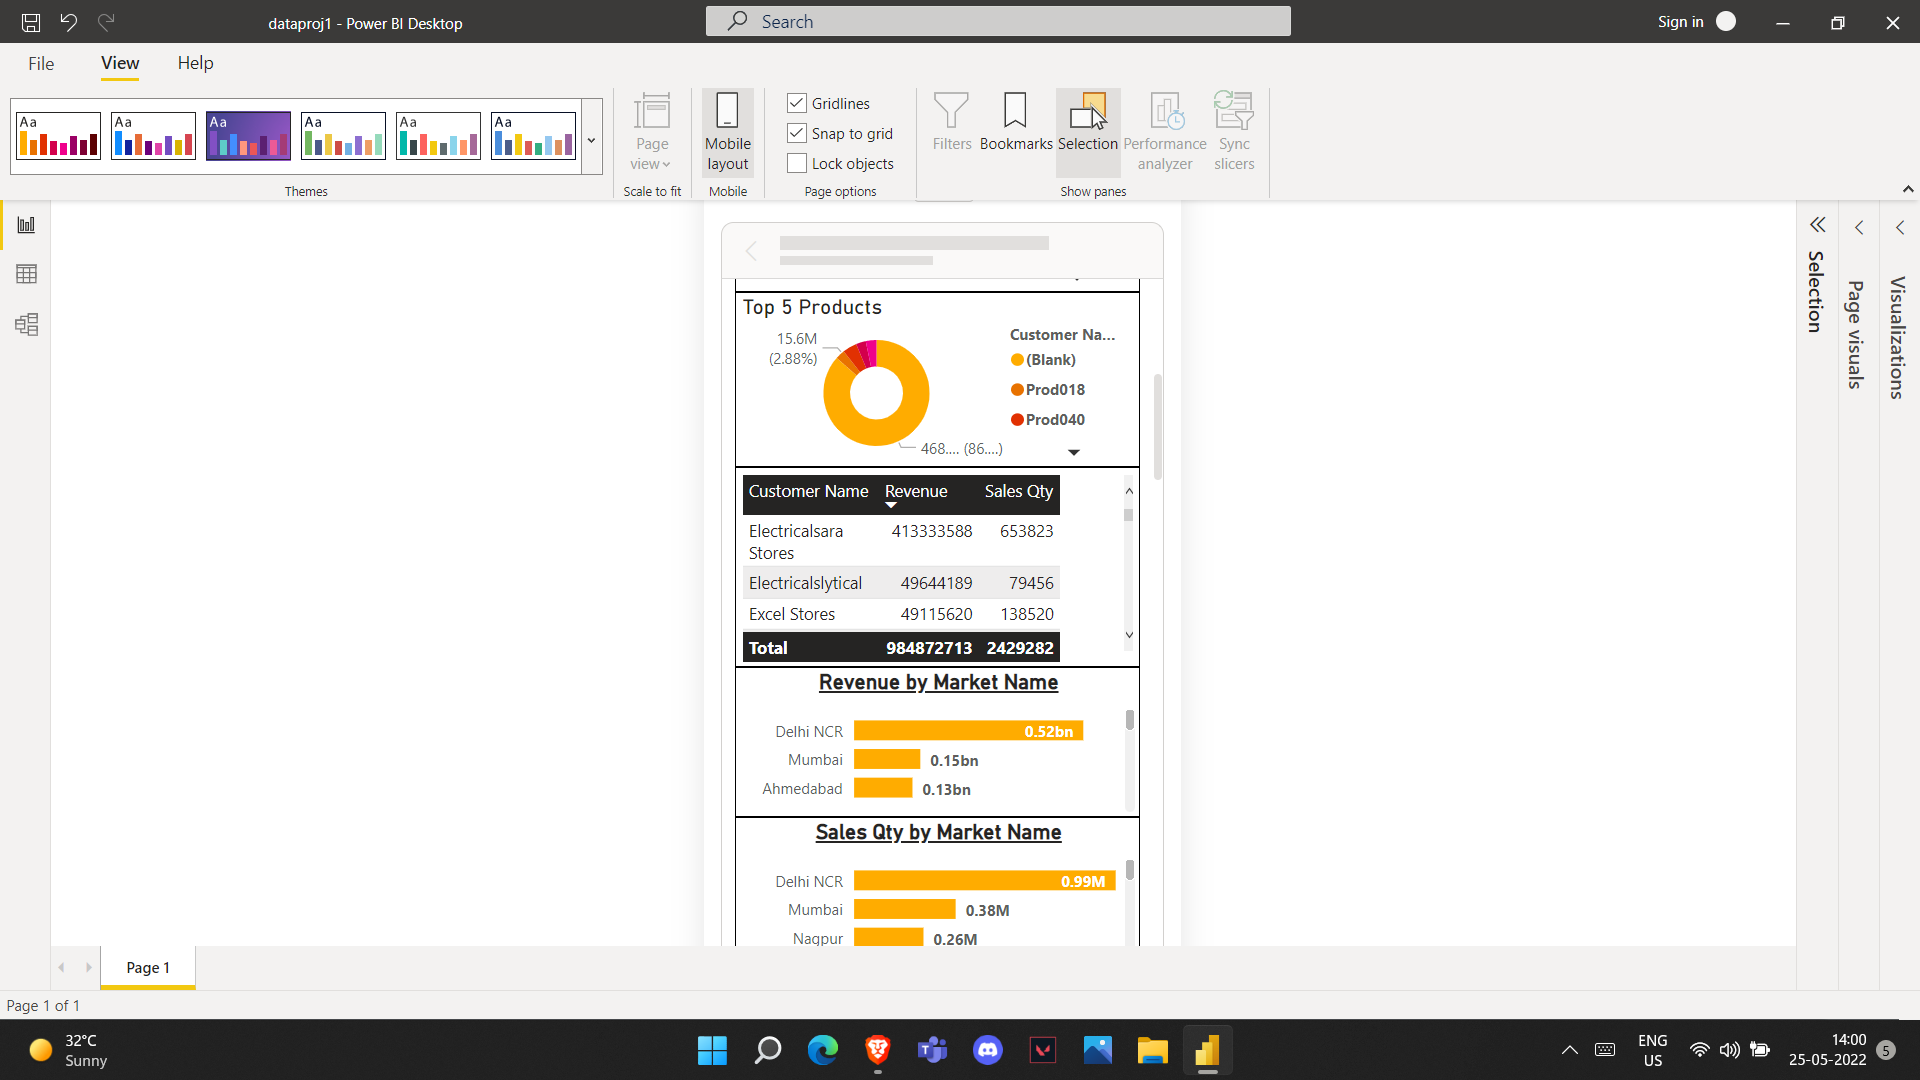 dataproj1 - Power BI Desktop
Search
Sign in
File
View
Help
Aa
Aa
Aa
Aa
Aa
Aa
Themes
Page view
Scale to fit
Mobile layout
Mobile
Gridlines
Snap to grid
Lock objects
Page options
Filters
Bookmarks
Selection
Performance analyzer
Sync slicers
Show panes
Selection
Page visuals
Visualizations
Top 5 Products
15.6M
(2.88%)
468.... (86....)
Customer Na...
(Blank)
Prod018
Prod040
Customer Name Revenue Sales Qty
Electricalsara Stores 413333588 653823
Electricalslytical 49644189 79456
Excel Stores 49115620 138520
Total 984872713 2429282
Revenue by Market Name
Delhi NCR 0.52bn
Mumbai 0.15bn
Ahmedabad 0.13bn
Sales Qty by Market Name
Delhi NCR 0.99M
Mumbai 0.38M
Nagpur 0.26M
Page 1
Page 1 of 1
32°C
Sunny
ENG
US
14:00
25-05-2022
5